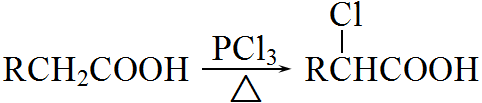 Cl
RCH₂COOH PCl₃ △ RCHCOOH